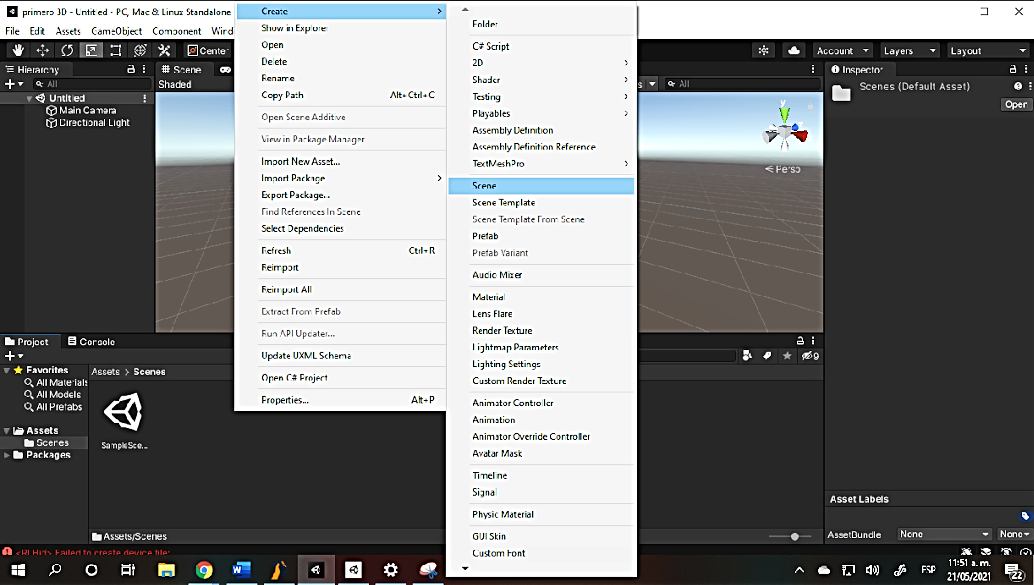 primero 3D - Untitled - PC, Mac & Linux Standalone
File Edit Assets GameObject Component Wind
Center
Account Layers Layout
Hierarchy
All
Untitled
Main Camera
Directional Light
Scene
Shaded
All
Persp
Create
Show in Explorer
Open
Delete
Rename
Copy Path Alt+Ctrl+C
Open Scene Additive
View in Package Manager
Import New Asset...
Import Package
Export Package...
Find References In Scene
Select Dependencies
Refresh Ctrl+R
Reimport
Reimport All
Extract From Prefab
Run API Updater...
Update UXML Schema
Open C# Project
Properties... Alt+P
Folder
C# Script
2D
Shader
Testing
Playables
Assembly Definition
Assembly Definition Reference
TextMeshPro
Scene
Scene Template
Scene Template From Scene
Prefab
Prefab Variant
Audio Mixer
Material
Lens Flare
Render Texture
Lightmap Parameters
Lighting Settings
Custom Render Texture
Animator Controller
Animation
Animator Override Controller
Avatar Mask
Timeline
Signal
Physic Material
GUI Skin
Custom Font
Inspector
Scenes (Default Asset)
Open
Project Console
9
Favorites
All Materials
All Models
All Prefabs
Assets
Scenes
Packages
Assets > Scenes
SampleSce...
Assets/Scenes
Asset Labels
AssetBundle None None
Failed to create device file:
ESP
11:51 a. m.
21/05/2021
22